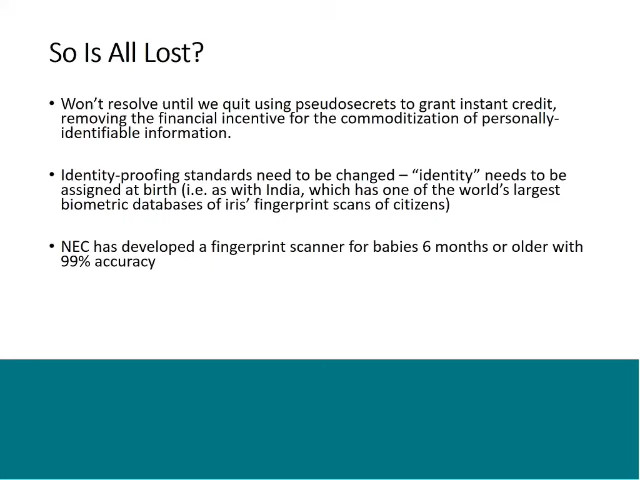 So Is All Lost?
• Won't resolve until we quit using pseudosecrets to grant instant credit,
removing the financial incentive for the commoditization of personally-
identifiable information.
• Identity-proofing standards need to be changed – “identity” needs to be
assigned at birth (i.e. as with India, which has one of the world's largest
biometric databases of iris' fingerprint scans of citizens)
• NEC has developed a fingerprint scanner for babies 6 months or older with
99% accuracy